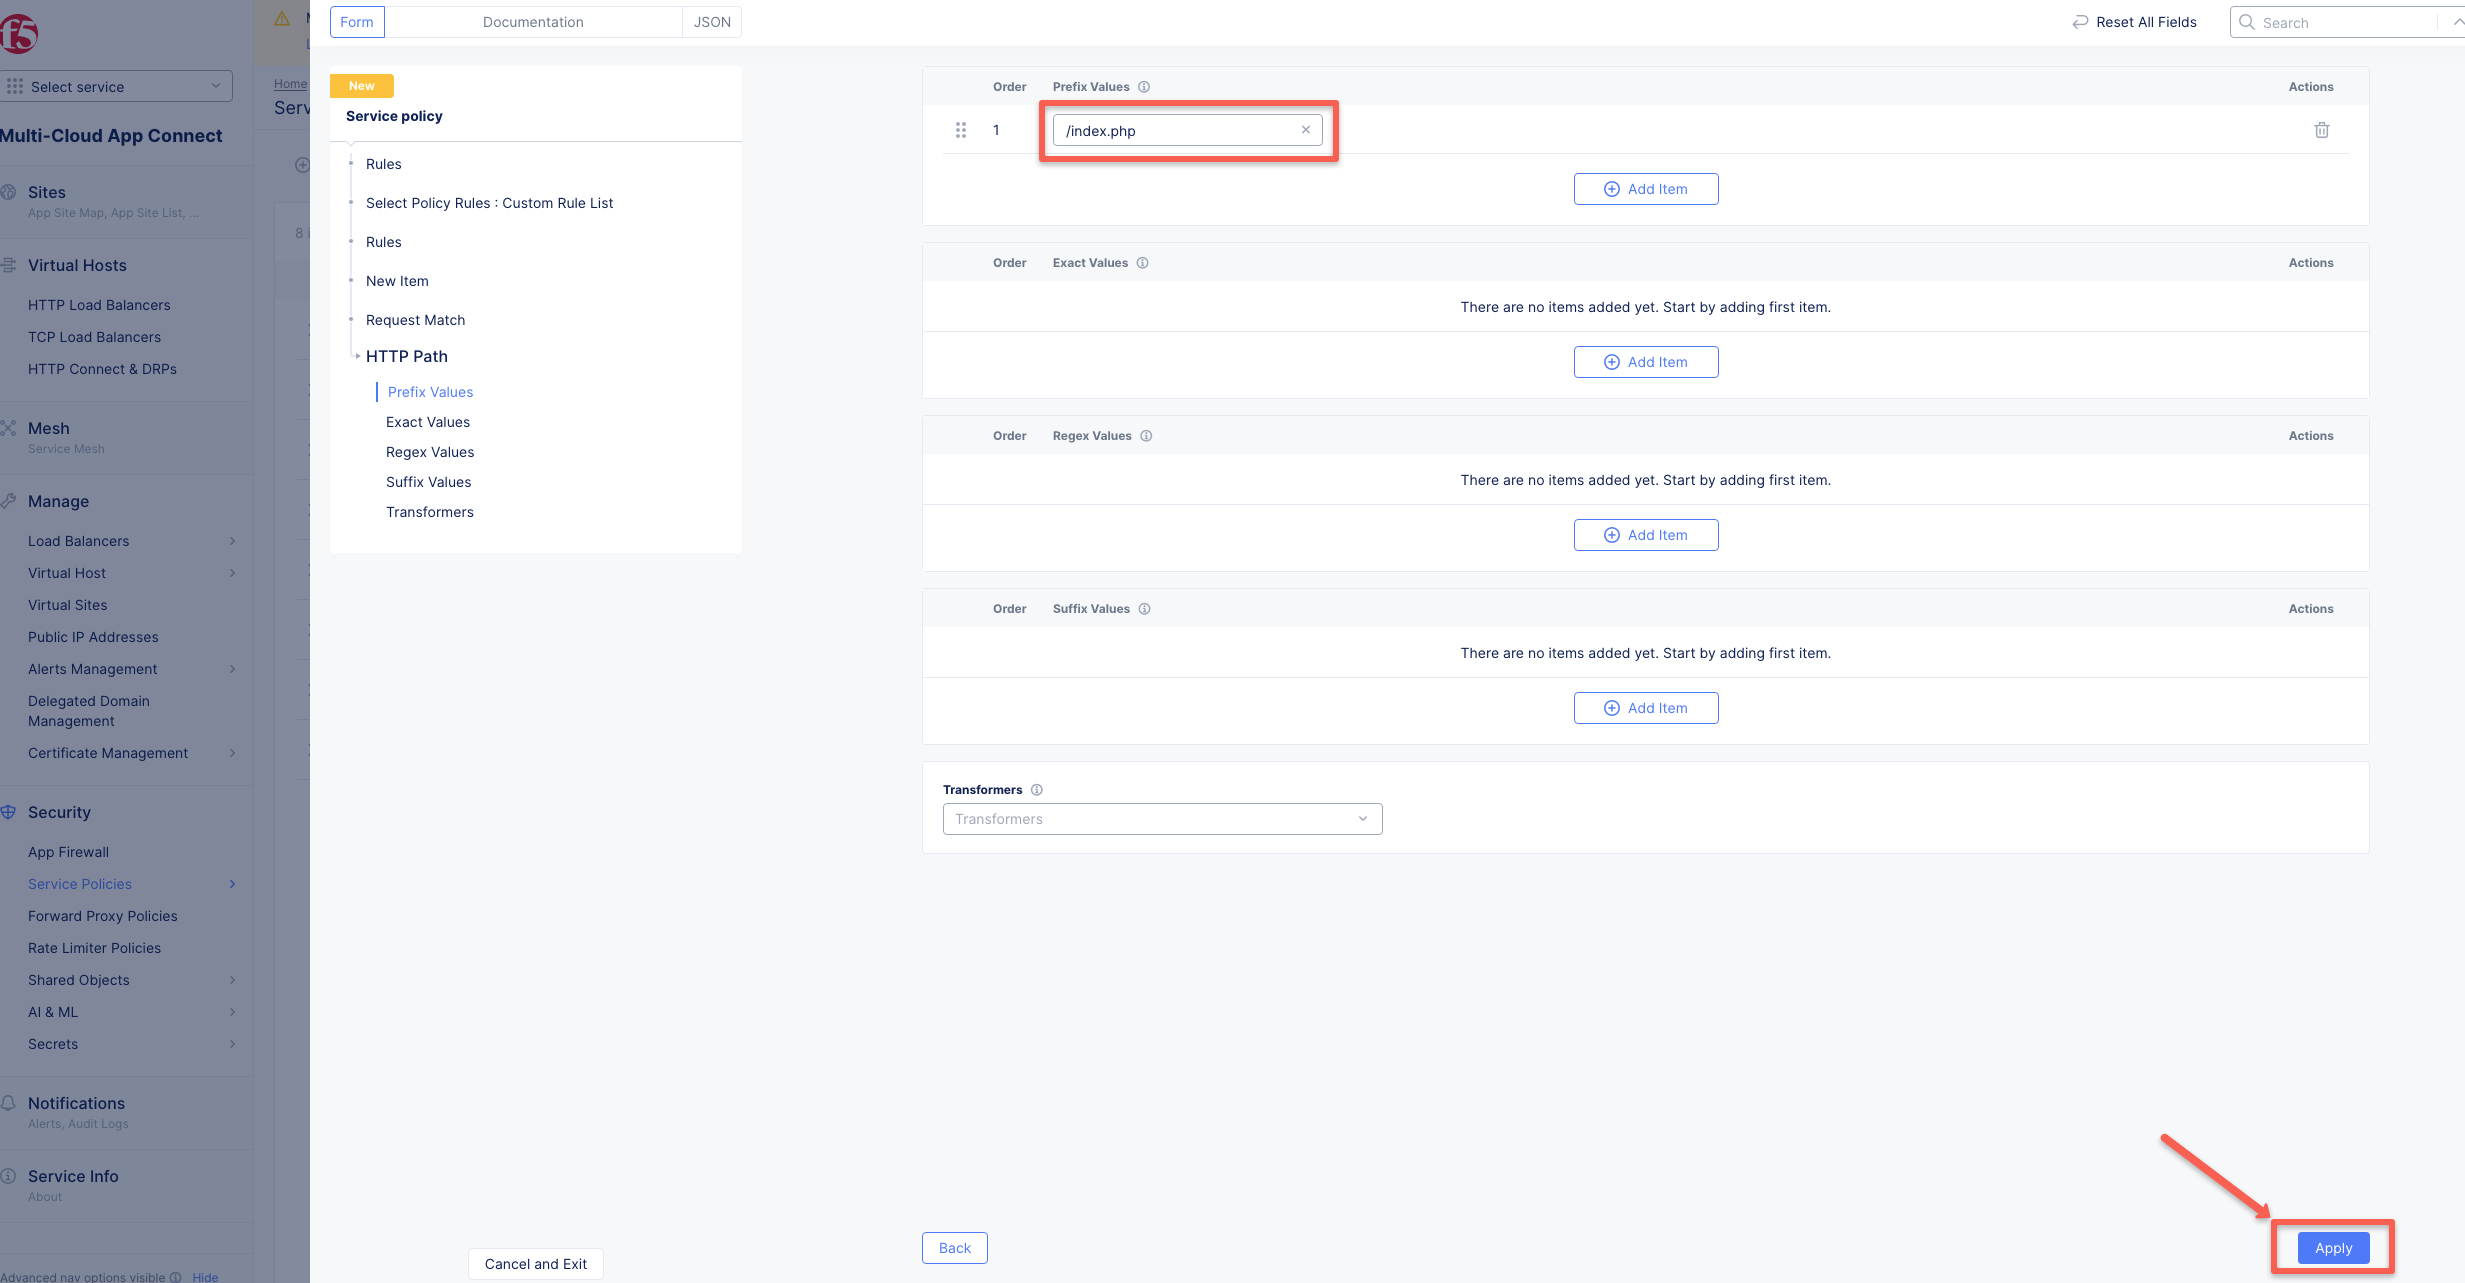 f5
Select service
Multi-Cloud App Connect
Sites
App Site Map, App Site List, ...
Virtual Hosts
HTTP Load Balancers
TCP Load Balancers
HTTP Connect & DRPs
Mesh
Service Mesh
Manage
Load Balancers
Virtual Host
Virtual Sites
Public IP Addresses
Alerts Management
Delegated Domain
Management
Certificate Management
Security
App Firewall
Service Policies
Forward Proxy Policies
Rate Limiter Policies
Shared Objects
AI & ML
Secrets
Notifications
Alerts, Audit Logs
Service Info
About
Advanced nav options visible Hide
Home
Serv
8 i
Form Documentation JSON
Reset All Fields
Search
New
Service policy
Rules
Select Policy Rules : Custom Rule List
Rules
New Item
Request Match
HTTP Path
Prefix Values
Exact Values
Regex Values
Suffix Values
Transformers
Order Prefix Values Actions
1 /index.php
Add Item
Order Exact Values Actions
There are no items added yet. Start by adding first item.
Add Item
Order Regex Values Actions
There are no items added yet. Start by adding first item.
Add Item
Order Suffix Values Actions
There are no items added yet. Start by adding first item.
Add Item
Transformers
Transformers
Cancel and Exit
Back
Apply